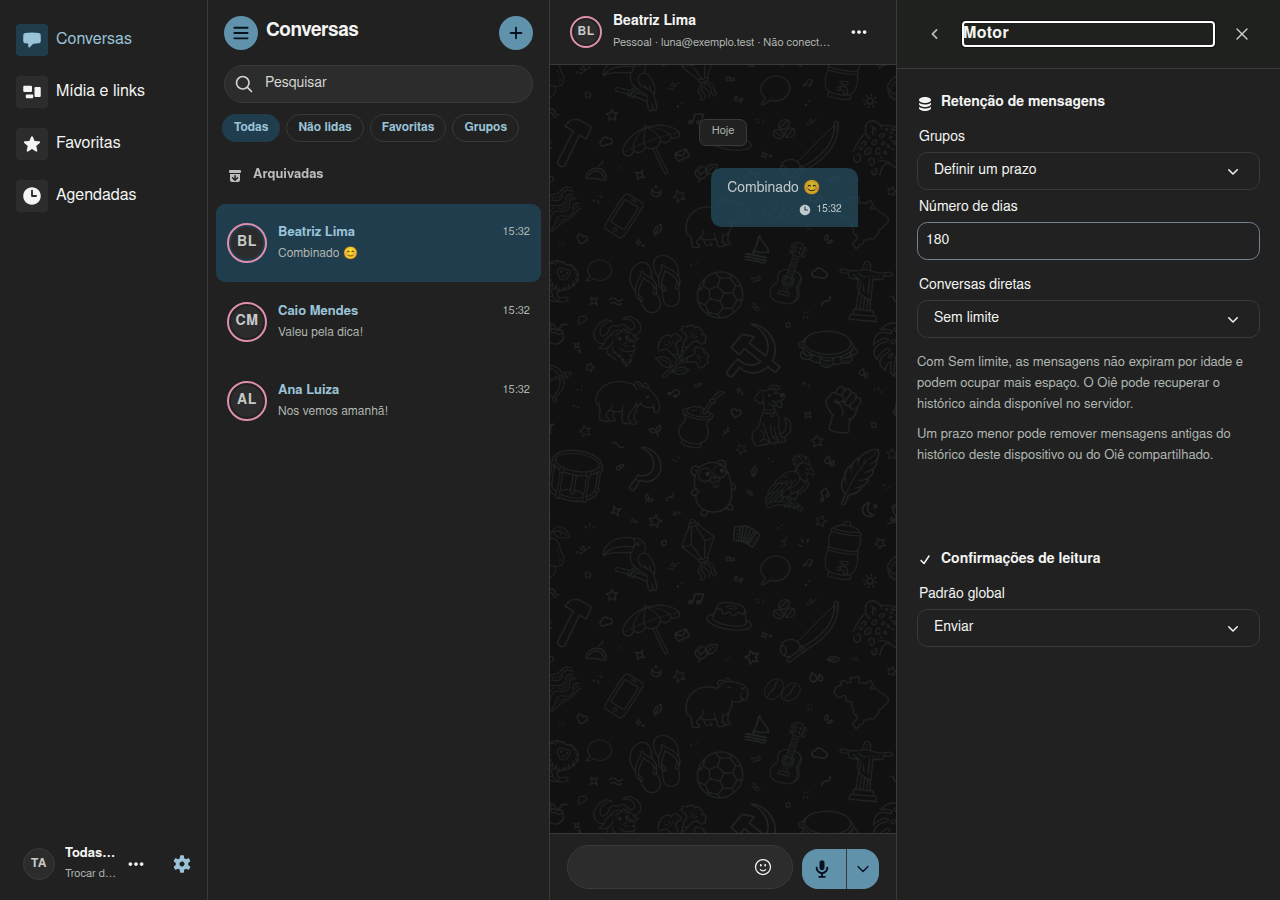 Conversas
Mídia e links
Favoritas
Agendadas
TA
Todas…
Trocar d…
Conversas
Pesquisar
Todas
Não lidas
Favoritas
Grupos
Arquivadas
BL
Beatriz Lima
15:32
Combinado 😊
CM
Caio Mendes
15:32
Valeu pela dica!
AL
Ana Luiza
15:32
Nos vemos amanhã!
BL
Beatriz Lima
Pessoal · luna@exemplo.test · Não conect…
Hoje
Combinado 😊
15:32
Motor
Retenção de mensagens
Grupos
Definir um prazo
Número de dias
180
Conversas diretas
Sem limite
Com Sem limite, as mensagens não expiram por idade e
podem ocupar mais espaço. O Oiê pode recuperar o
histórico ainda disponível no servidor.
Um prazo menor pode remover mensagens antigas do
histórico deste dispositivo ou do Oiê compartilhado.
Confirmações de leitura
Padrão global
Enviar